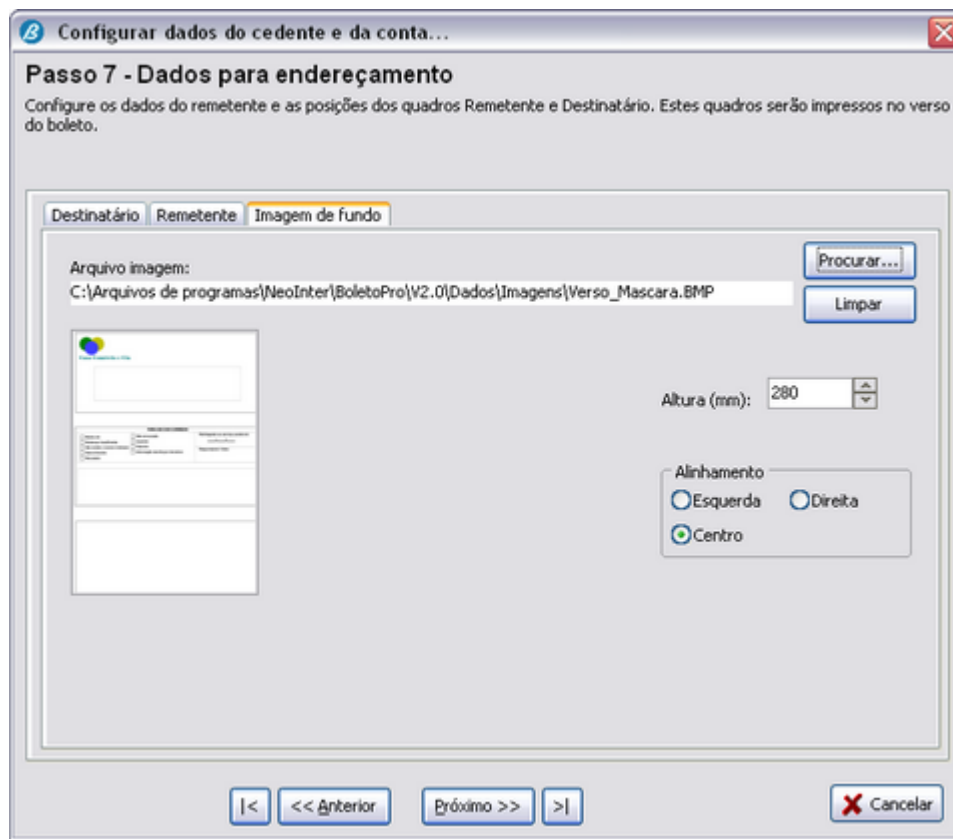 Configurar dados do cedente e da conta...
Passo 7 - Dados para endereçamento
Configure os dados do remetente e as posições dos quadros Remetente e Destinatário. Estes quadros serão impressos no verso
do boleto.
Destinatário Remetente Imagem de fundo
Arquivo imagem:
Procurar...
C:\Arquivos de programas\NeoInter\BoletoPro\V2.0\Dados\Imagens\Verso_Mascara.BMP
Limpar
Altura (mm): 280
Alinhamento
Esquerda Direita
Centro
|< << Anterior Próximo >> >| Cancelar